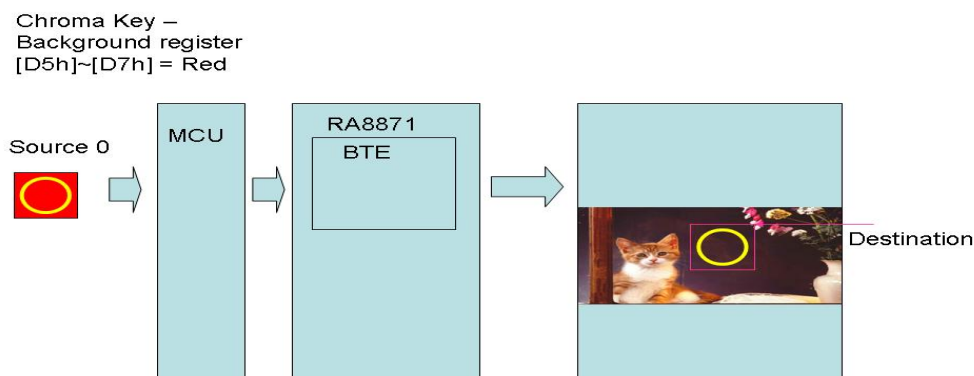 Chroma Key –
Background register
[D5h]~[D7h] = Red
Source 0
MCU
RA8871
BTE
Destination